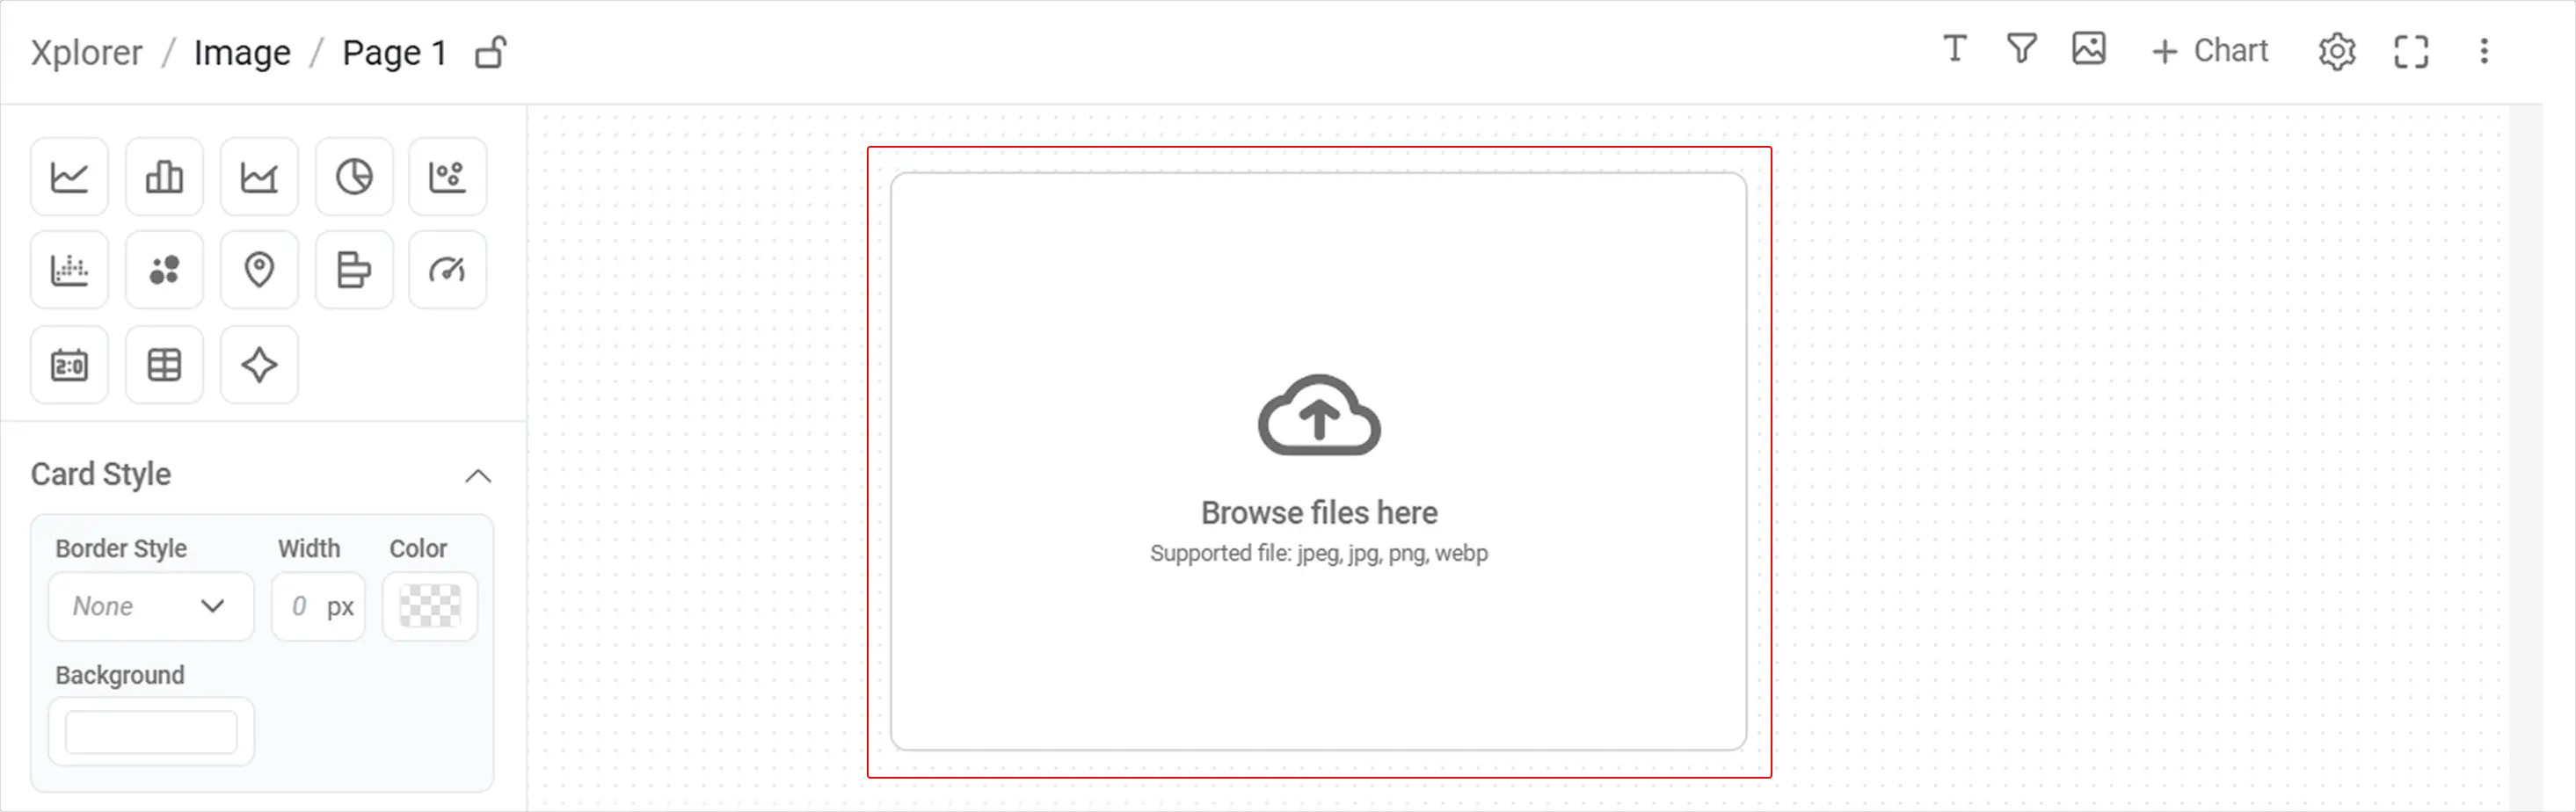 Xplorer / Image / Page 1
+ Chart
2:0
Card Style
Border Style Width Color
None 0 px
Background
Browse files here
Supported file: jpeg, jpg, png, webp